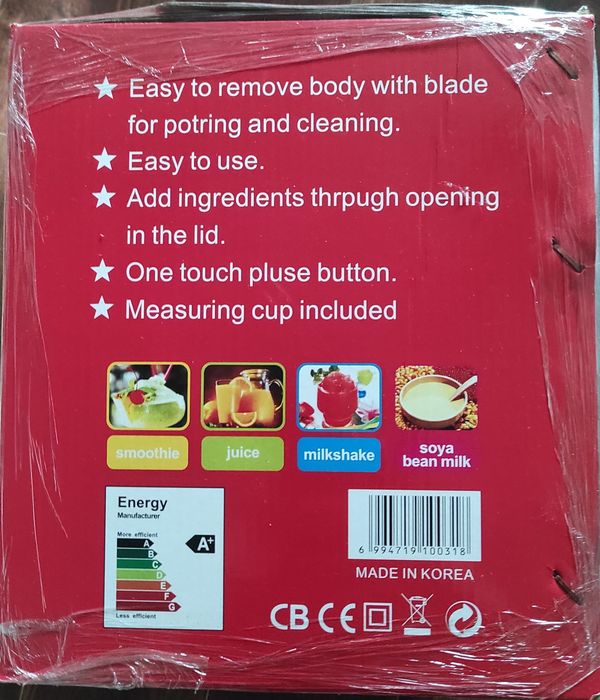 ★ Easy to remove body with blade
for potring and cleaning.
★ Easy to use.
★ Add ingredients thrpugh opening
in the lid.
★ One touch pluse button.
★ Measuring cup included
smoothie
juice
milkshake
soya
bean milk
Energy
Manufacturer
More efficient
A
B
C
D
E
F
G
Less efficient
A+
6 994719 100318
MADE IN KOREA
CB CE